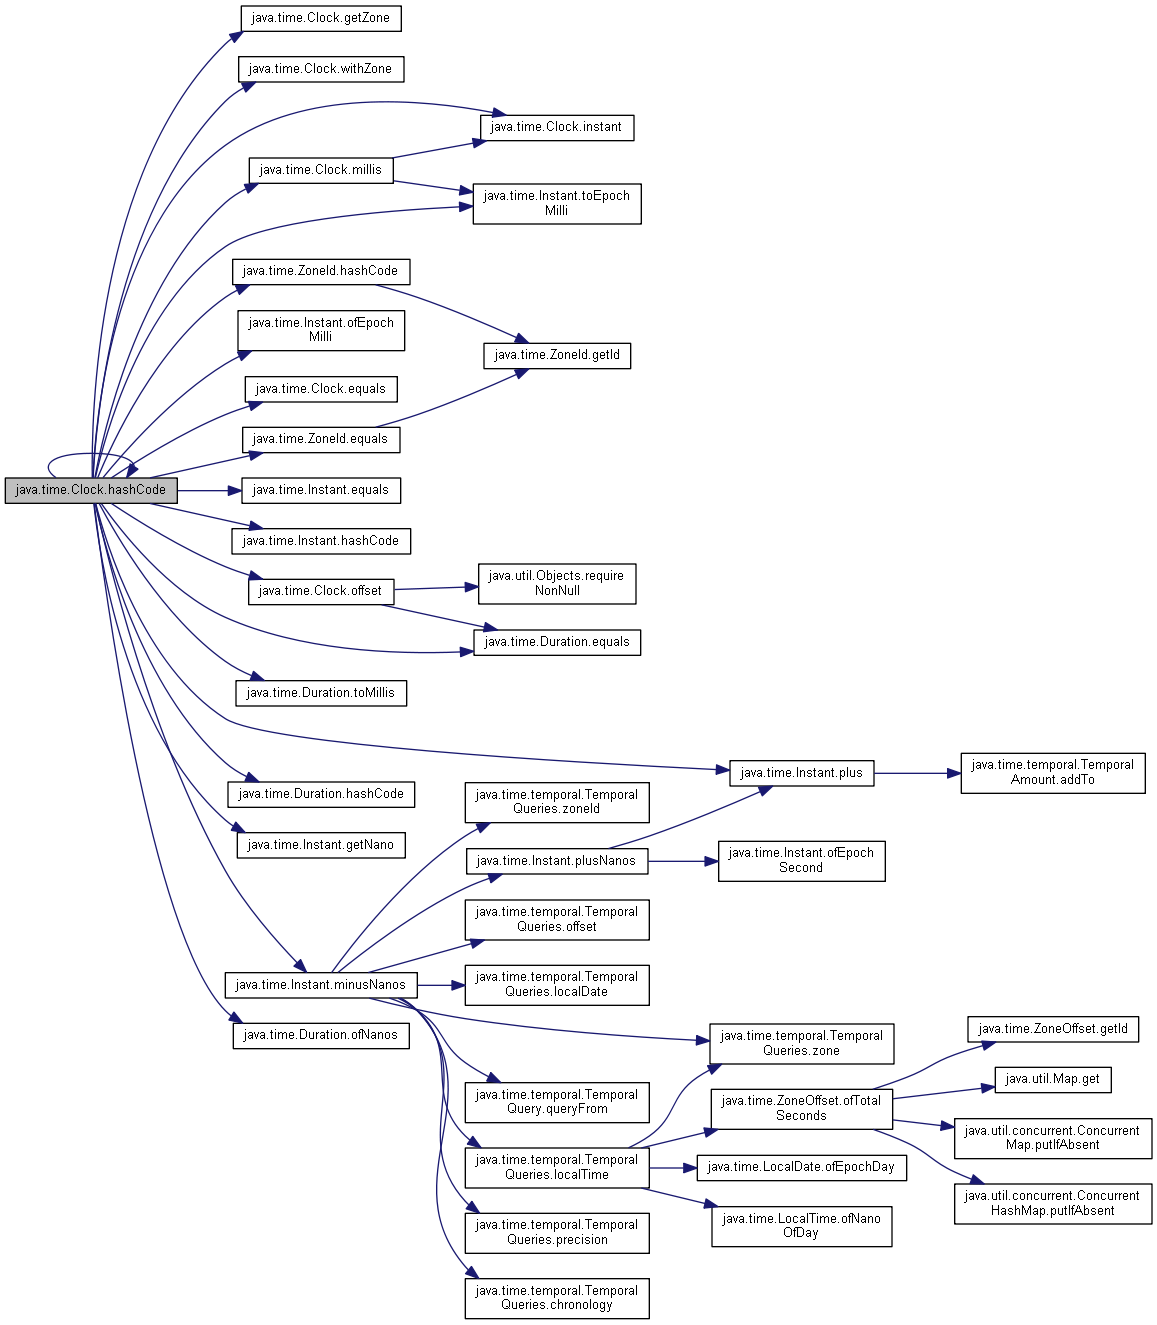 java.time.Clock.getZone
java.time.Clock.withZone
java.time.Clock.instant
java.time.Clock.millis
java.time.Instant.toEpoch
Milli
java.time.ZoneId.hashCode
java.time.Instant.ofEpoch
Milli
java.time.ZoneId.getId
java.time.Clock.equals
java.time.ZoneId.equals
java.time.Clock.hashCode
java.time.Instant.equals
java.time.Instant.hashCode
java.time.Clock.offset
java.util.Objects.require
NonNull
java.time.Duration.equals
java.time.Duration.toMillis
java.time.Instant.plus
java.time.temporal.Temporal
Amount.addTo
java.time.Duration.hashCode
java.time.temporal.Temporal
Queries.zoneId
java.time.Instant.getNano
java.time.Instant.plusNanos
java.time.Instant.ofEpoch
Second
java.time.temporal.Temporal
Queries.offset
java.time.Instant.minusNanos
java.time.temporal.Temporal
Queries.localDate
java.time.Duration.ofNanos
java.time.temporal.Temporal
Queries.zone
java.time.ZoneOffset.getId
java.util.Map.get
java.time.temporal.Temporal
Query.queryFrom
java.time.ZoneOffset.ofTotal
Seconds
java.util.concurrent.Concurrent
Map.putIfAbsent
java.time.temporal.Temporal
Queries.localTime
java.time.LocalDate.ofEpochDay
java.util.concurrent.Concurrent
HashMap.putIfAbsent
java.time.LocalTime.ofNano
OfDay
java.time.temporal.Temporal
Queries.precision
java.time.temporal.Temporal
Queries.chronology